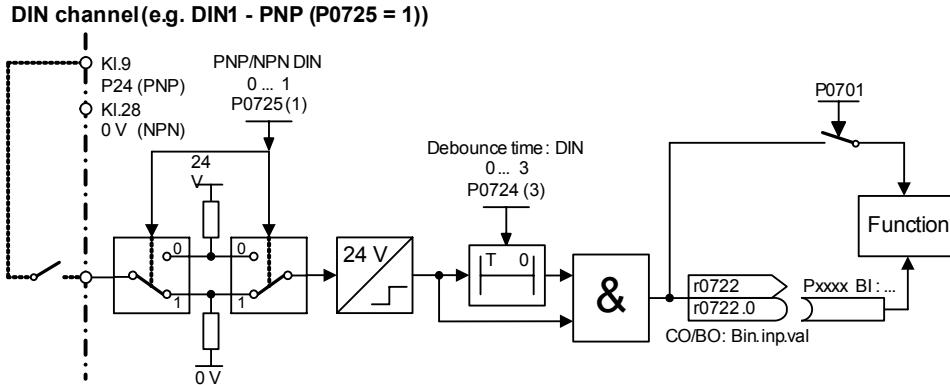 DIN channel (e.g. DIN1 - PNP (P0725 = 1))
Kl.9
P24 (PNP)
Kl.28
0 V (NPN)
PNP/NPN DIN
0 ... 1
P0725 (1)
24
V
0
0
1
1
0 V
24 V
Debounce time: DIN
0 ... 3
P0724 (3)
T 0
&
P0701
Function
r0722
r0722.0
CO/BO: Bin.inp.val
Pxxxx BI: ...